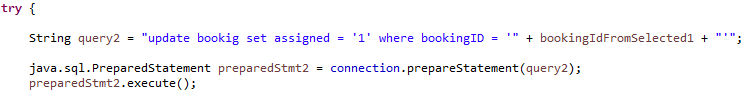 try {
String query2 = "update bookig set assigned = '1' where bookingID = '" + bookingIdFromSelected1 + "'";
java.sql.PreparedStatement preparedStmt2 = connection.prepareStatement(query2);
preparedStmt2.execute();